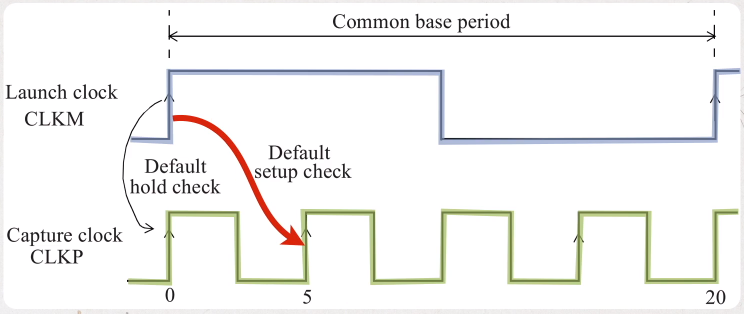 Common base period
Launch clock
CLKM
Default
hold check
Default
setup check
Capture clock
CLKP
0
5
20